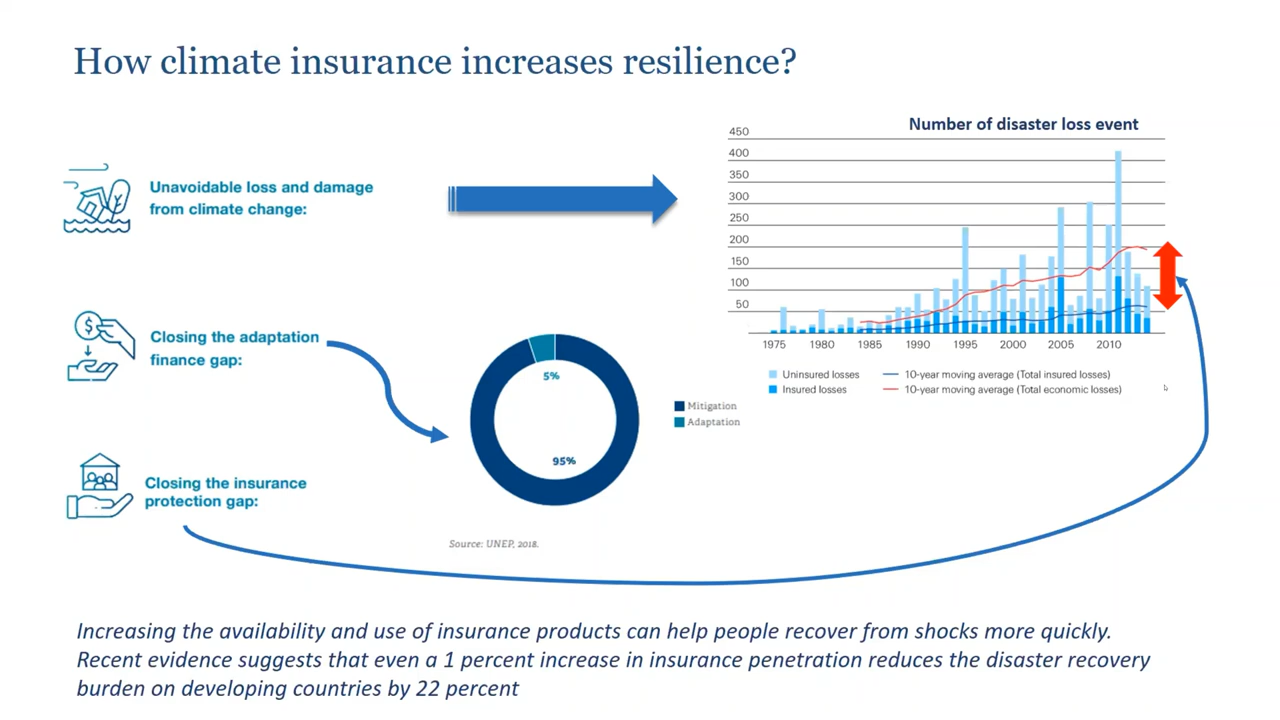 How climate insurance increases resilience?
Unavoidable loss and damage
from climate change:
Number of disaster loss event
450
400
350
300
250
200
150
100
50
1975 1980 1985 1990 1995 2000 2005 2010
Uninsured losses
10-year moving average (Total insured losses)
Insured losses
10-year moving average (Total economic losses)
Closing the adaptation
finance gap:
5%
95%
Mitigation
Adaptation
Closing the insurance
protection gap:
Source: UNEP, 2018.
Increasing the availability and use of insurance products can help people recover from shocks more quickly.
Recent evidence suggests that even a 1 percent increase in insurance penetration reduces the disaster recovery
burden on developing countries by 22 percent